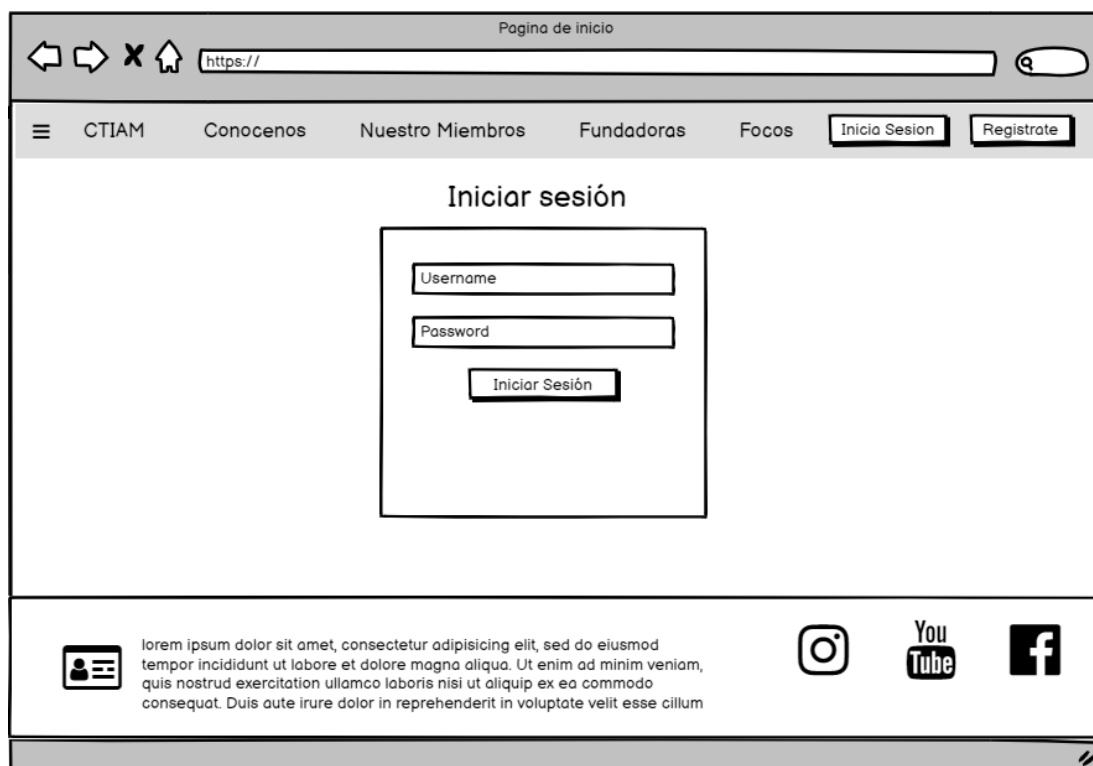 Pagina de inicio
https://
CTIAM Conocenos Nuestro Miembros Fundadoras Focos Inicia Sesion Registrate
Iniciar sesión
Username
Password
Iniciar Sesión
lorem ipsum dolor sit amet, consectetur adipisicing elit, sed do eiusmod
tempor incididunt ut labore et dolore magna aliqua. Ut enim ad minim veniam,
quis nostrud exercitation ullamco laboris nisi ut aliquip ex ea commodo
consequat. Duis aute irure dolor in reprehenderit in voluptate velit esse cillum
You
Tube